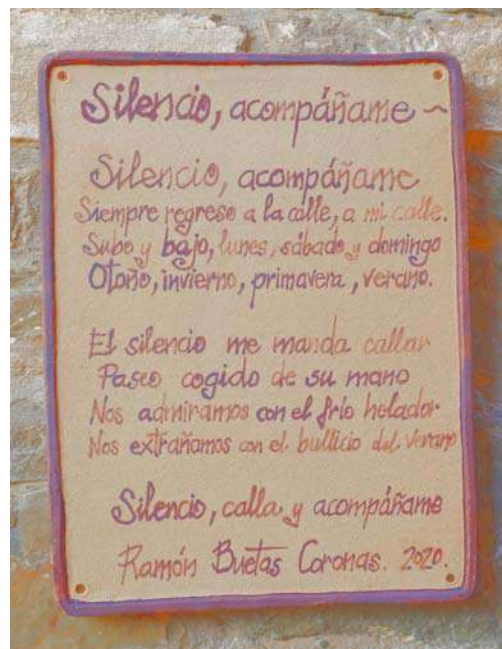 Silencio, acompáñame ~
Silencio, acompáñame
Siempre regreso a la calle, a mi calle.
Subo y bajo, lunes, sábado y domingo
Otoño, invierno, primavera, verano.
El silencio me manda callar
Paseo cogido de su mano
Nos admiramos con el frío helador
Nos extrañamos con el bullicio del verano
Silencio, calla y acompáñame
Ramón Buetas Coronas. 2020.